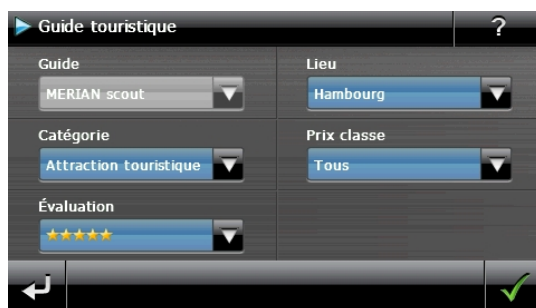 Guide touristique
?
Guide
Lieu
MERIAN scout
Hambourg
Catégorie
Prix classe
Attraction touristique
Tous
Évaluation